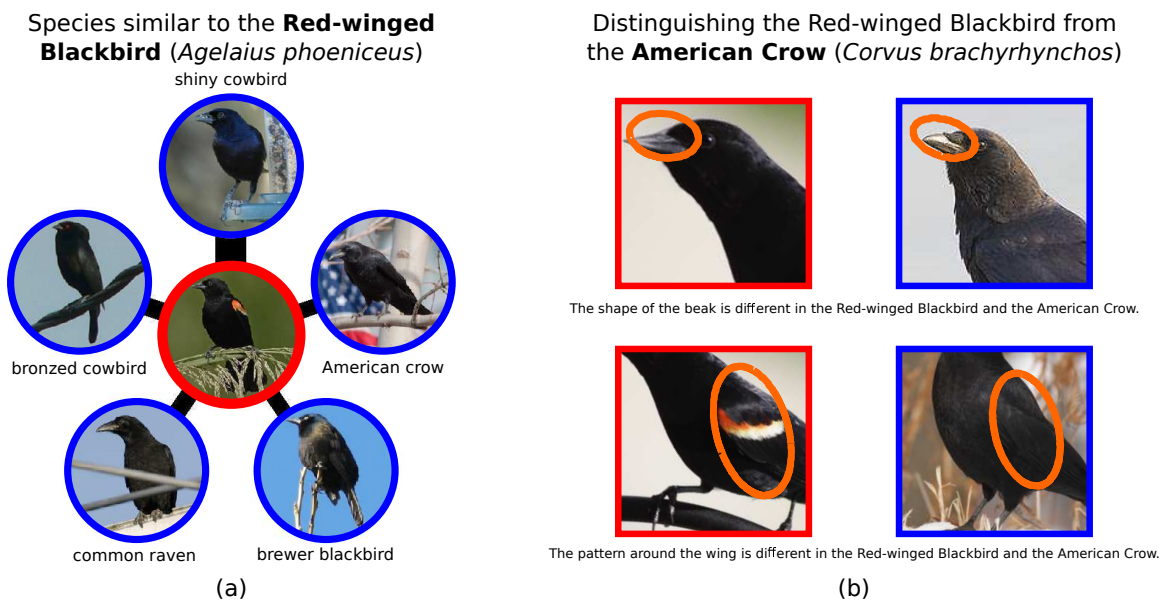 Species similar to the Red-winged
Blackbird (Agelaius phoeniceus)
shiny cowbird
bronzed cowbird
American crow
common raven
brewer blackbird
(a)
Distinguishing the Red-winged Blackbird from
the American Crow (Corvus brachyrhynchos)
The shape of the beak is different in the Red-winged Blackbird and the American Crow.
The pattern around the wing is different in the Red-winged Blackbird and the American Crow.
(b)